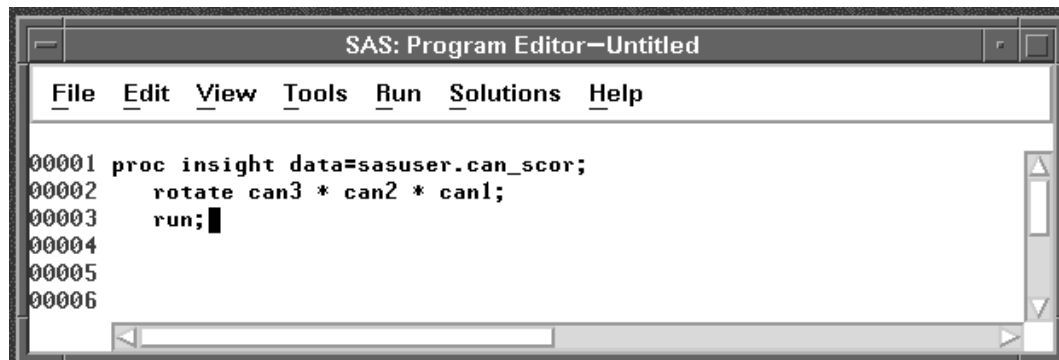 SAS: Program Editor—Untitled
File Edit View Tools Run Solutions Help
00001 proc insight data=sasuser.can_scor;
00002 rotate can3 * can2 * can1;
00003 run;
00004
00005
00006